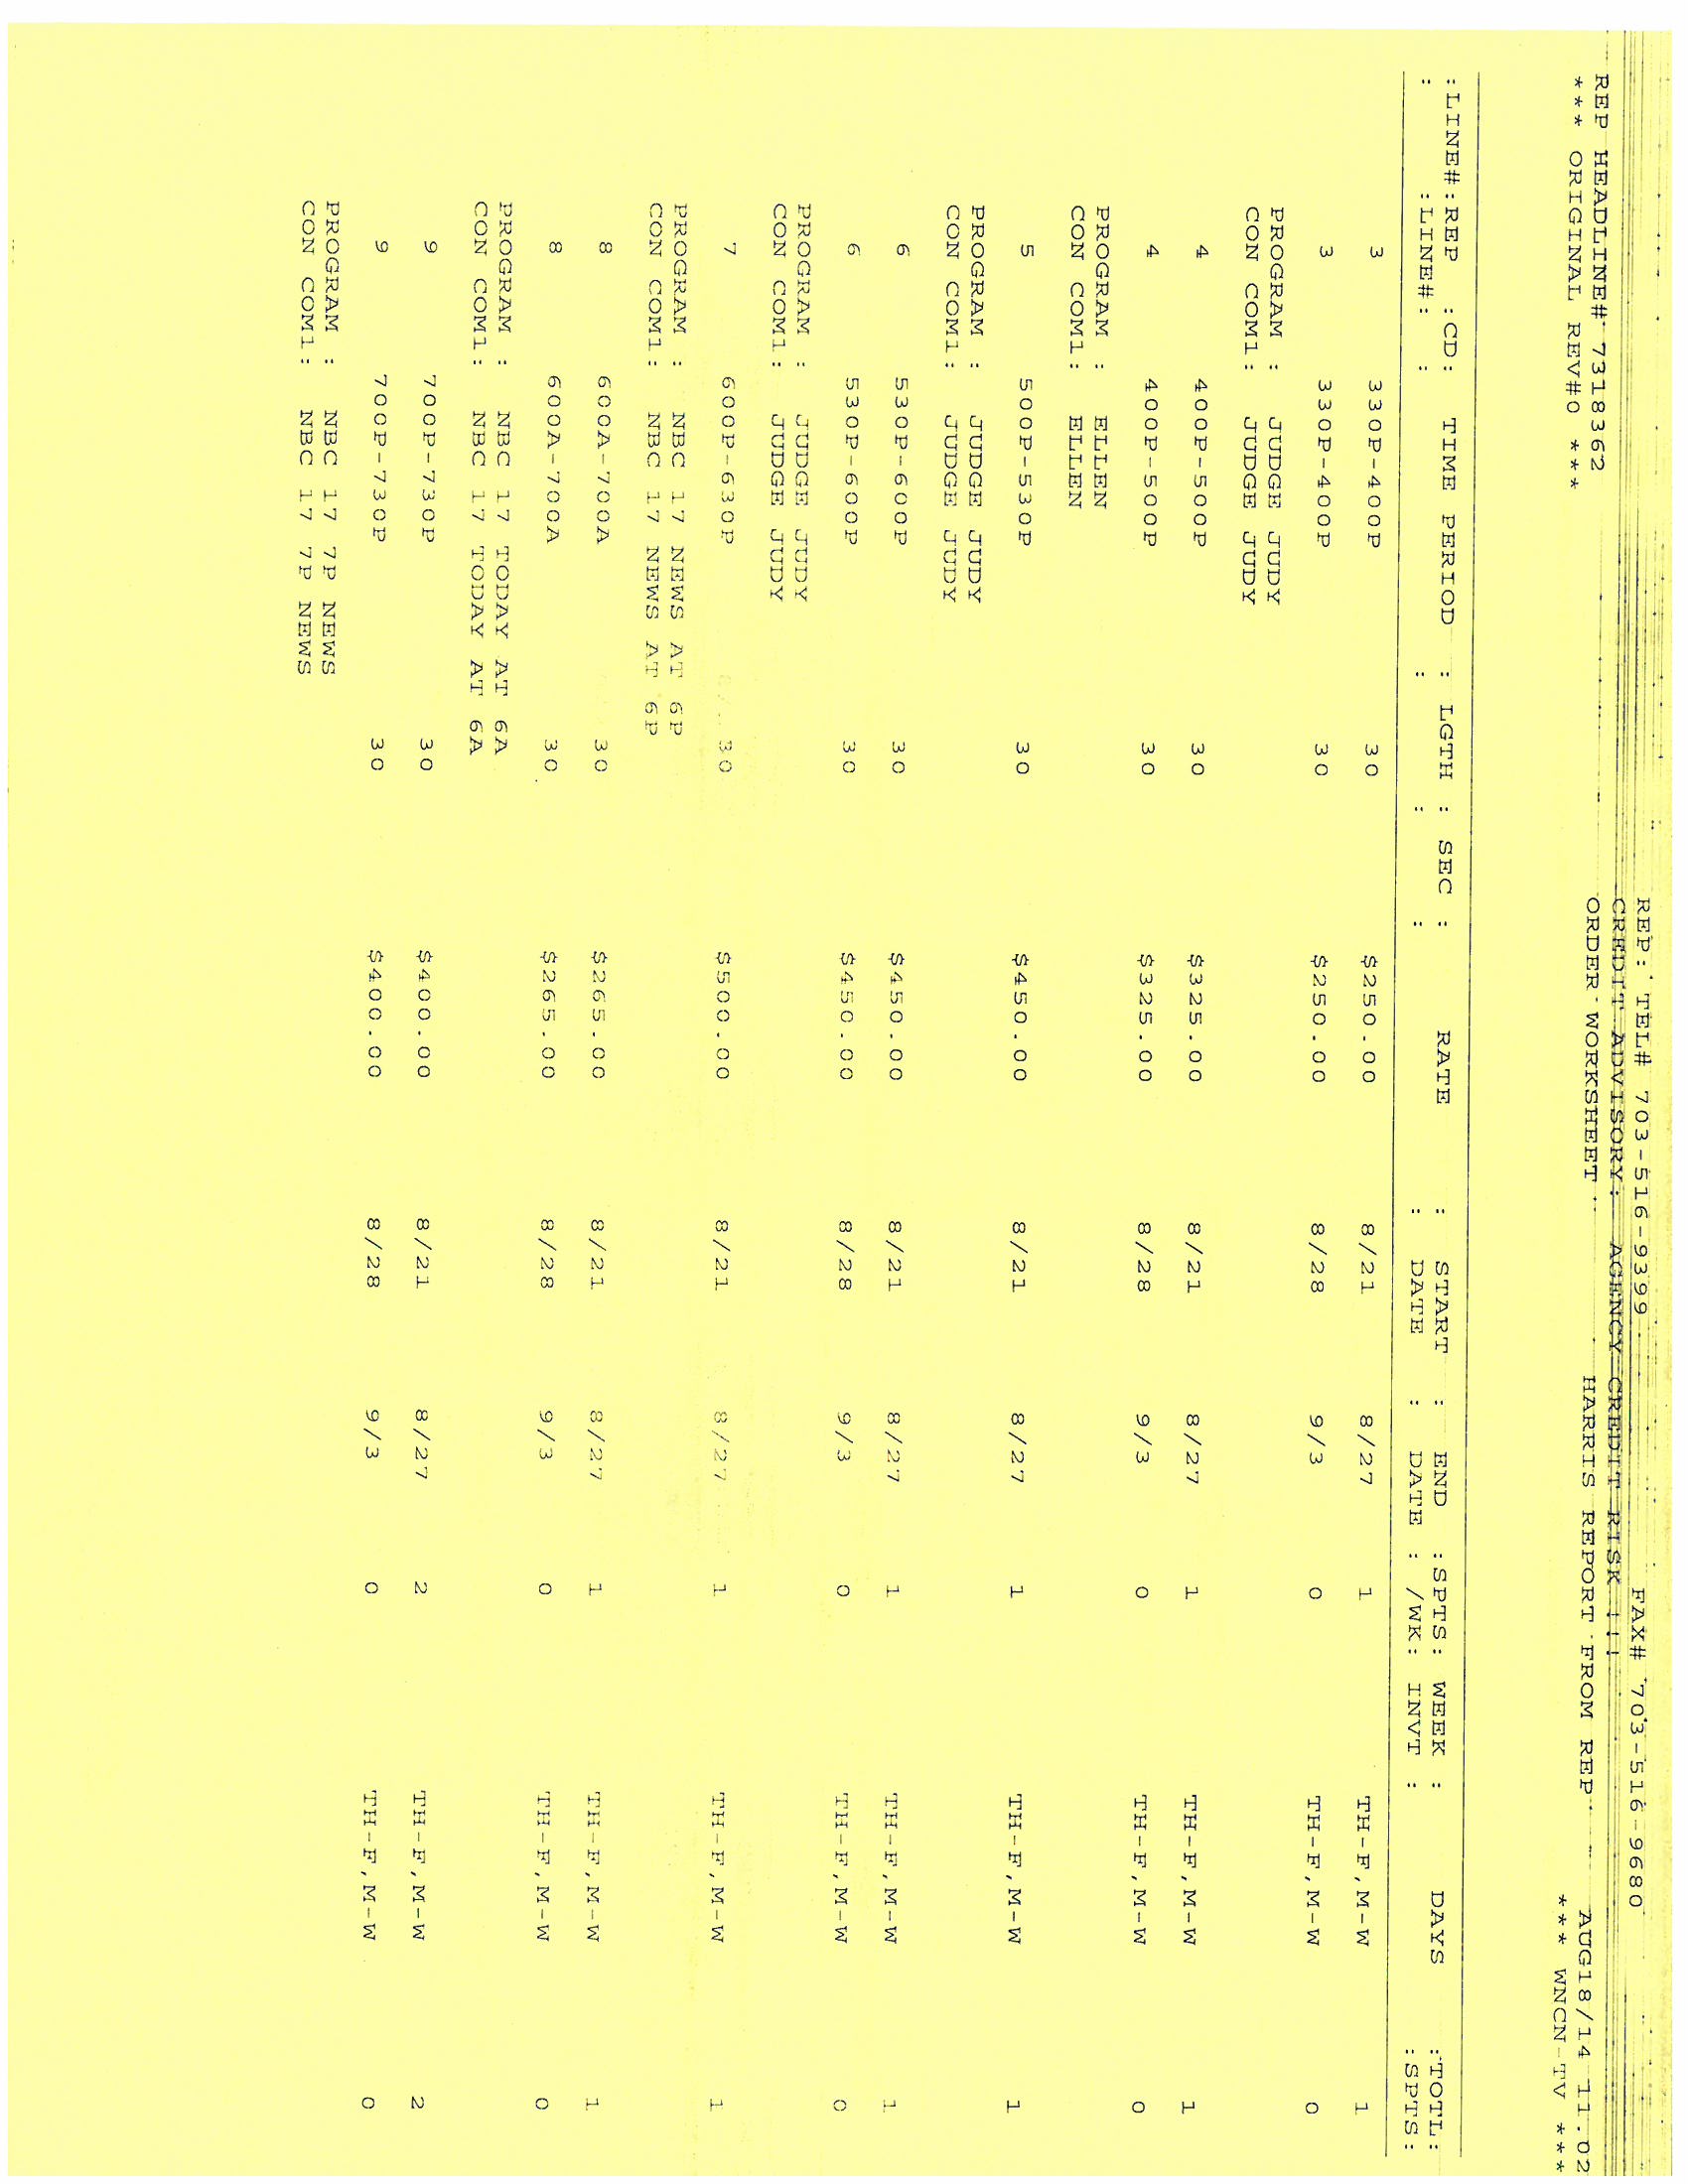 REP: TEL# 703-516-9399 FAX# 703-516-9680
CREDIT ADVISORY: AGENCY CREDIT RISK !!!
REP HEADLINE# 7318362 ORDER WORKSHEET HARRIS REPORT FROM REP AUG18/14 11.02
*** ORIGINAL REV#0 *** *** WNCN-TV ***
:LINE#:REP :CD: TIME PERIOD : LGTH : SEC : RATE : START : END :SPTS: WEEK : DAYS :TOTL:
: :LINE#: : : : : : DATE : DATE : /WK: INVT : :SPTS:
3 330P-400P 30 $250.00 8/21 8/27 1 TH-F,M-W 1
3 330P-400P 30 $250.00 8/28 9/3 0 TH-F,M-W 0
PROGRAM : JUDGE JUDY
CON COM1: JUDGE JUDY
4 400P-500P 30 $325.00 8/21 8/27 1 TH-F,M-W 1
4 400P-500P 30 $325.00 8/28 9/3 0 TH-F,M-W 0
PROGRAM : ELLEN
CON COM1: ELLEN
5 500P-530P 30 $450.00 8/21 8/27 1 TH-F,M-W 1
PROGRAM : JUDGE JUDY
CON COM1: JUDGE JUDY
6 530P-600P 30 $450.00 8/21 8/27 1 TH-F,M-W 1
6 530P-600P 30 $450.00 8/28 9/3 0 TH-F,M-W 0
PROGRAM : JUDGE JUDY
CON COM1: JUDGE JUDY
7 600P-630P 30 $500.00 8/21 8/27 1 TH-F,M-W 1
PROGRAM : NBC 17 NEWS AT 6P
CON COM1: NBC 17 NEWS AT 6P
8 600A-700A 30 $265.00 8/21 8/27 1 TH-F,M-W 1
8 600A-700A 30 $265.00 8/28 9/3 0 TH-F,M-W 0
PROGRAM : NBC 17 TODAY AT 6A
CON COM1: NBC 17 TODAY AT 6A
9 700P-730P 30 $400.00 8/21 8/27 2 TH-F,M-W 2
9 700P-730P 30 $400.00 8/28 9/3 0 TH-F,M-W 0
PROGRAM : NBC 17 7P NEWS
CON COM1: NBC 17 7P NEWS